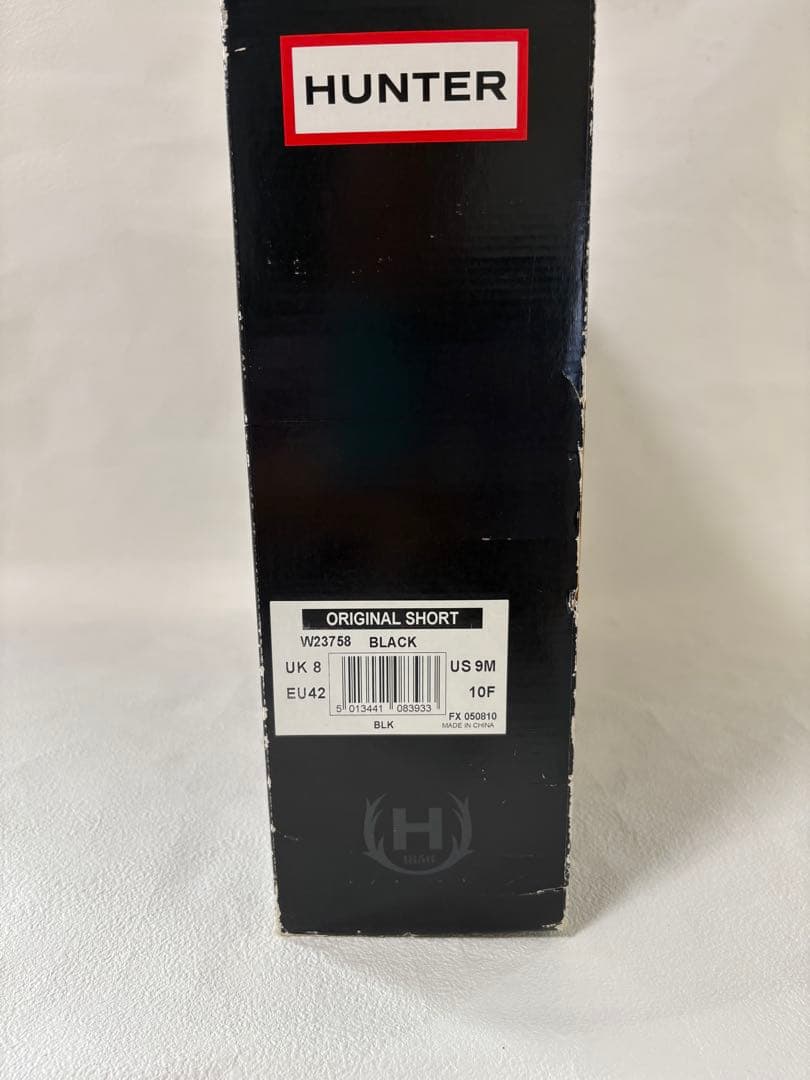 HUNTER
ORIGINAL SHORT
W23758 BLACK
UK 8 US 9M
EU42 10F
5 013441 083933
FX 050810
BLK MADE IN CHINA
H
1856